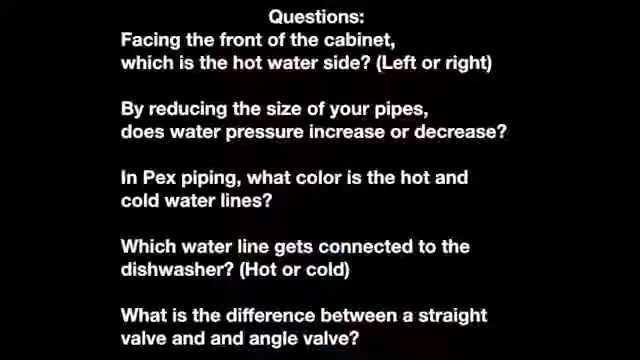 Questions:
Facing the front of the cabinet,
which is the hot water side? (Left or right)
By reducing the size of your pipes,
does water pressure increase or decrease?
In Pex piping, what color is the hot and
cold water lines?
Which water line gets connected to the
dishwasher? (Hot or cold)
What is the difference between a straight
valve and and angle valve?